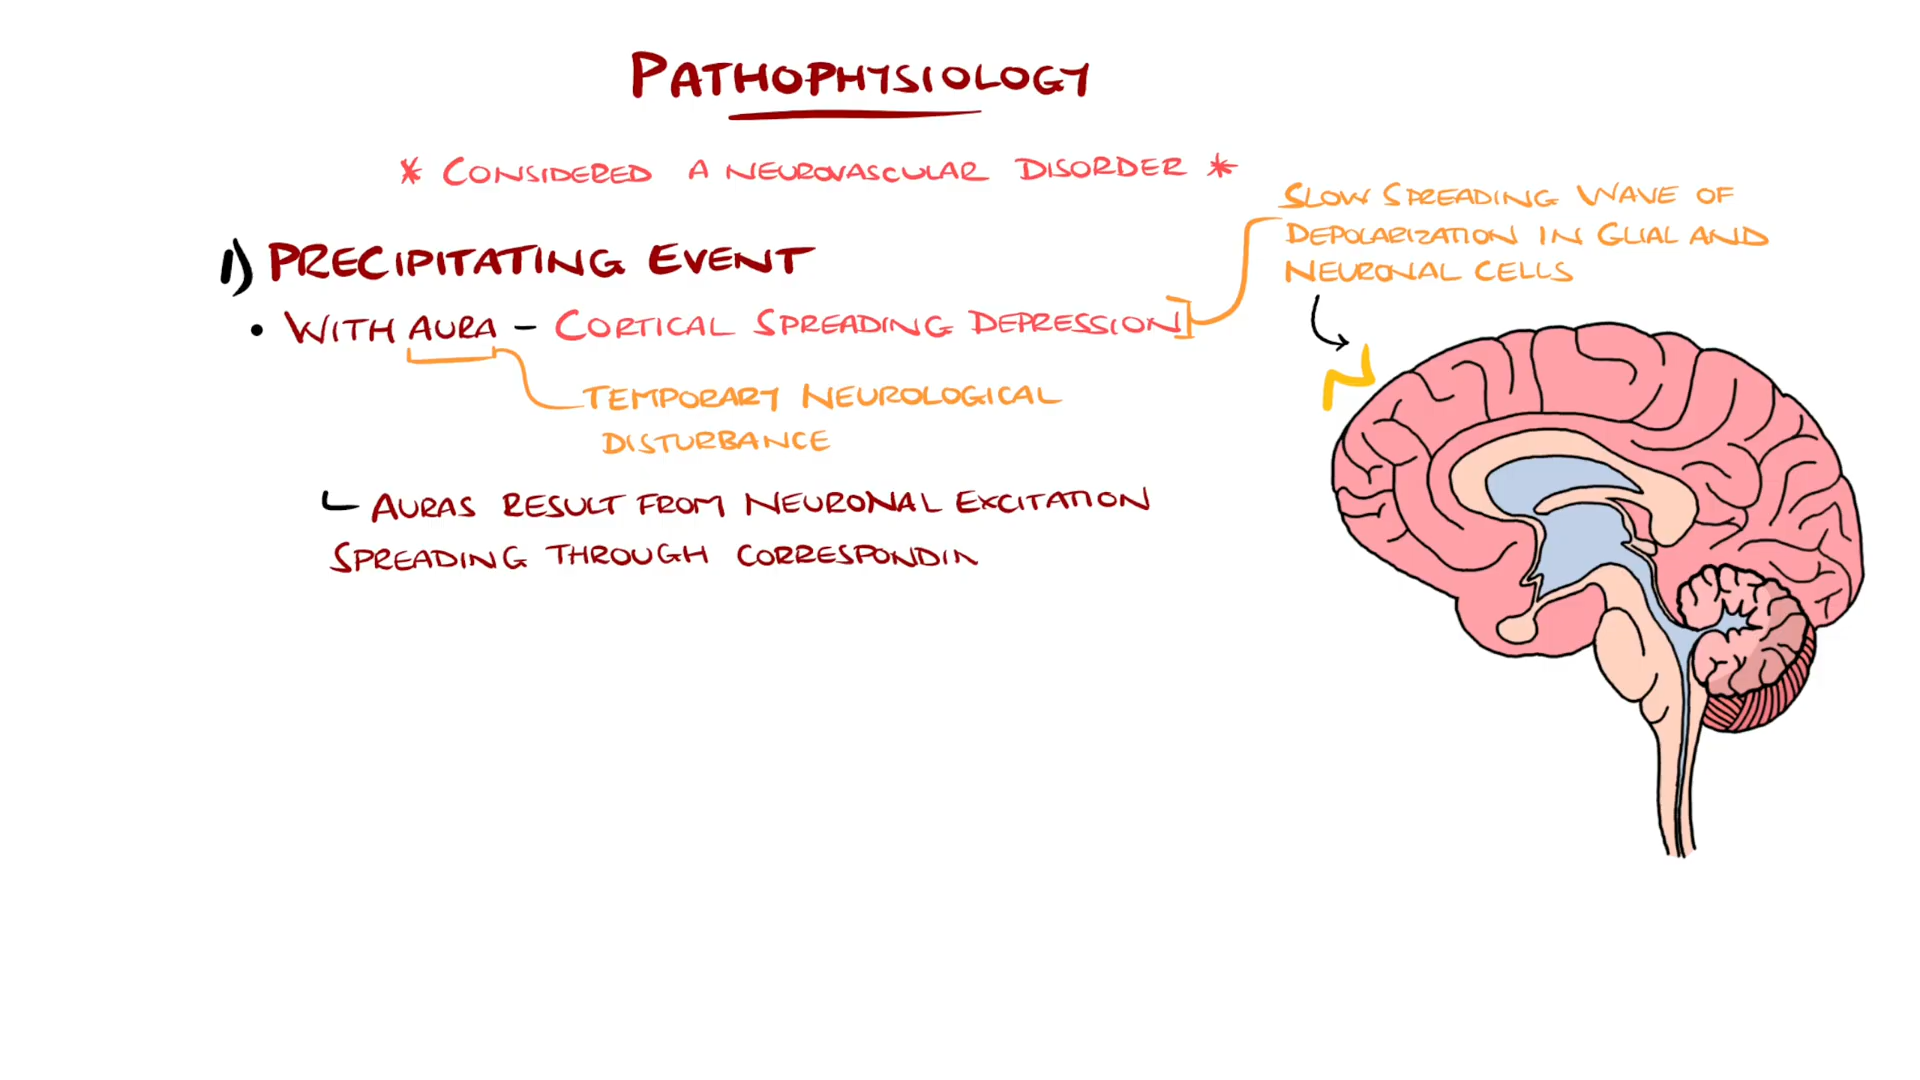 PATHOPHYSIOLOGY
* CONSIDERED A NEUROVASCULAR DISORDER *
SLOW SPREADING WAVE OF
DEPOLARIZATION IN GLIAL AND
NEURONAL CELLS
1) PRECIPITATING EVENT
• WITH AURA – CORTICAL SPREADING DEPRESSION
TEMPORARY NEUROLOGICAL
DISTURBANCE
AURAS RESULT FROM NEURONAL EXCITATION
SPREADING THROUGH CORRESPONDIN